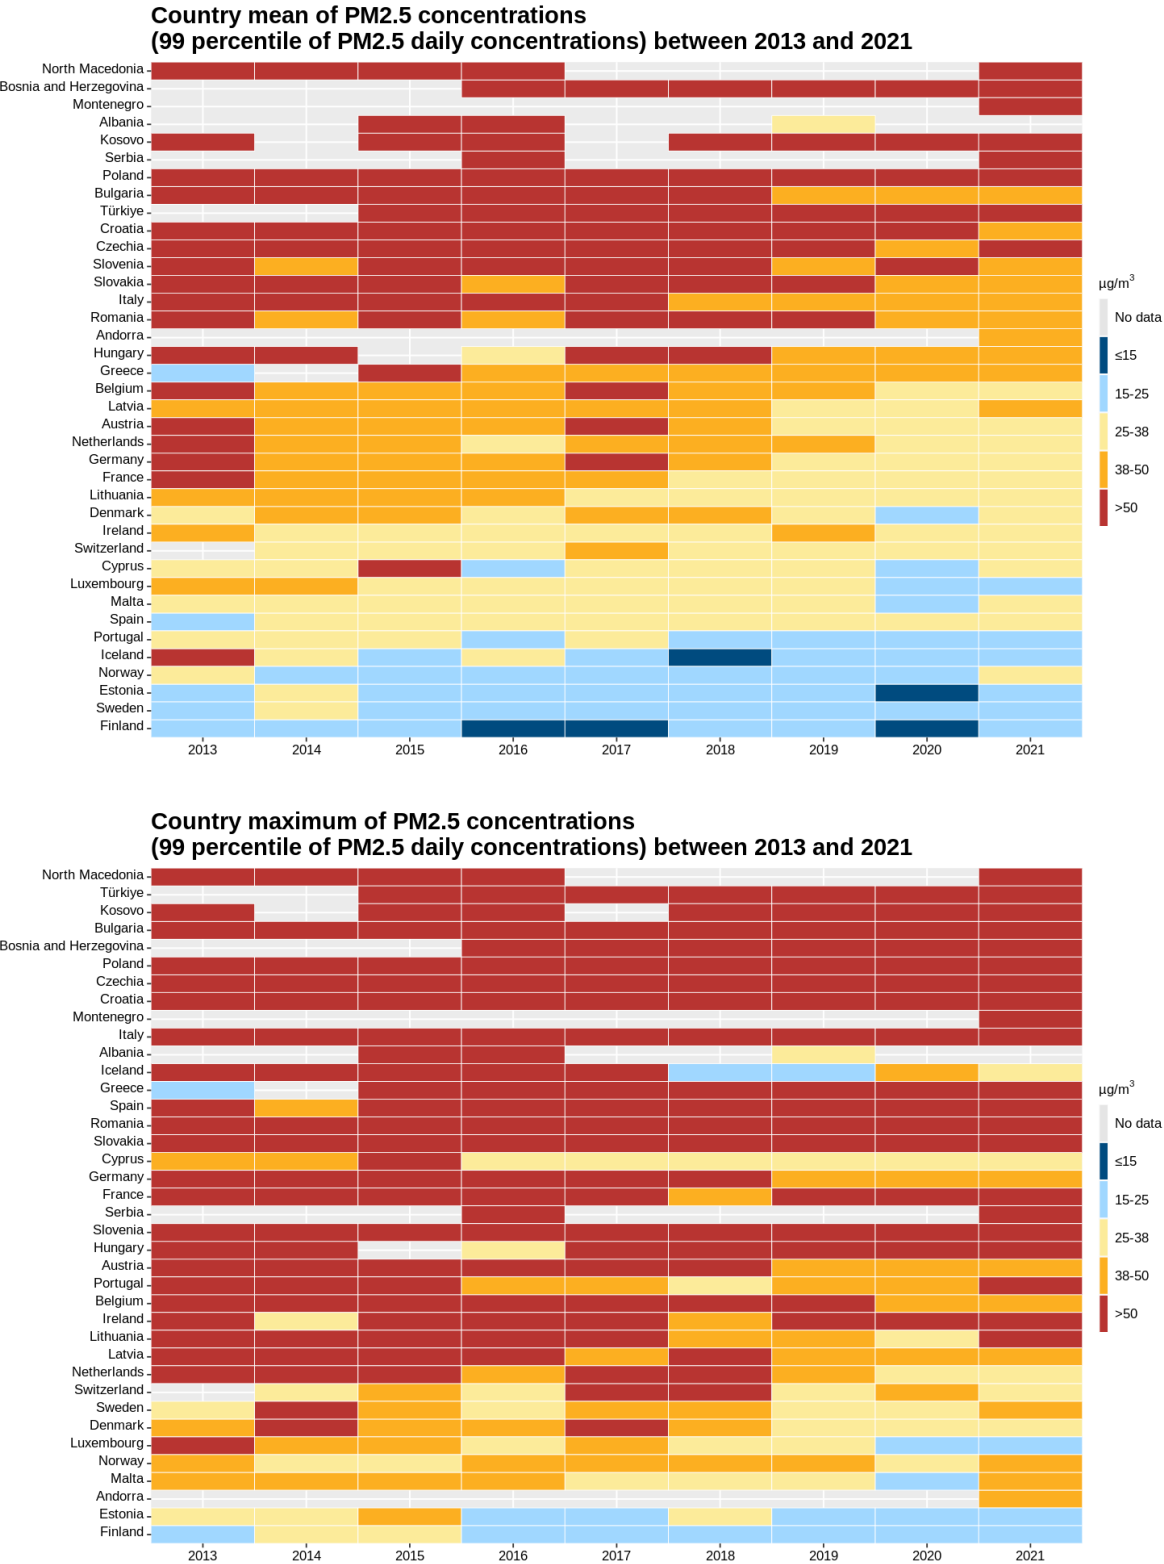 Country mean of PM2.5 concentrations
(99 percentile of PM2.5 daily concentrations) between 2013 and 2021
North Macedonia
Bosnia and Herzegovina
Montenegro
Albania
Kosovo
Serbia
Poland
Bulgaria
Türkiye
Croatia
Czechia
Slovenia
Slovakia
Italy
Romania
Andorra
Hungary
Greece
Belgium
Latvia
Austria
Netherlands
Germany
France
Lithuania
Denmark
Ireland
Switzerland
Cyprus
Luxembourg
Malta
Spain
Portugal
Iceland
Norway
Estonia
Sweden
Finland
2013 2014 2015 2016 2017 2018 2019 2020 2021
µg/m³
No data
≤15
15-25
25-38
38-50
>50
Country maximum of PM2.5 concentrations
(99 percentile of PM2.5 daily concentrations) between 2013 and 2021
North Macedonia
Türkiye
Kosovo
Bulgaria
Bosnia and Herzegovina
Poland
Czechia
Croatia
Montenegro
Italy
Albania
Iceland
Greece
Spain
Romania
Slovakia
Cyprus
Germany
France
Serbia
Slovenia
Hungary
Austria
Portugal
Belgium
Ireland
Lithuania
Latvia
Netherlands
Switzerland
Sweden
Denmark
Luxembourg
Norway
Malta
Andorra
Estonia
Finland
2013 2014 2015 2016 2017 2018 2019 2020 2021
µg/m³
No data
≤15
15-25
25-38
38-50
>50